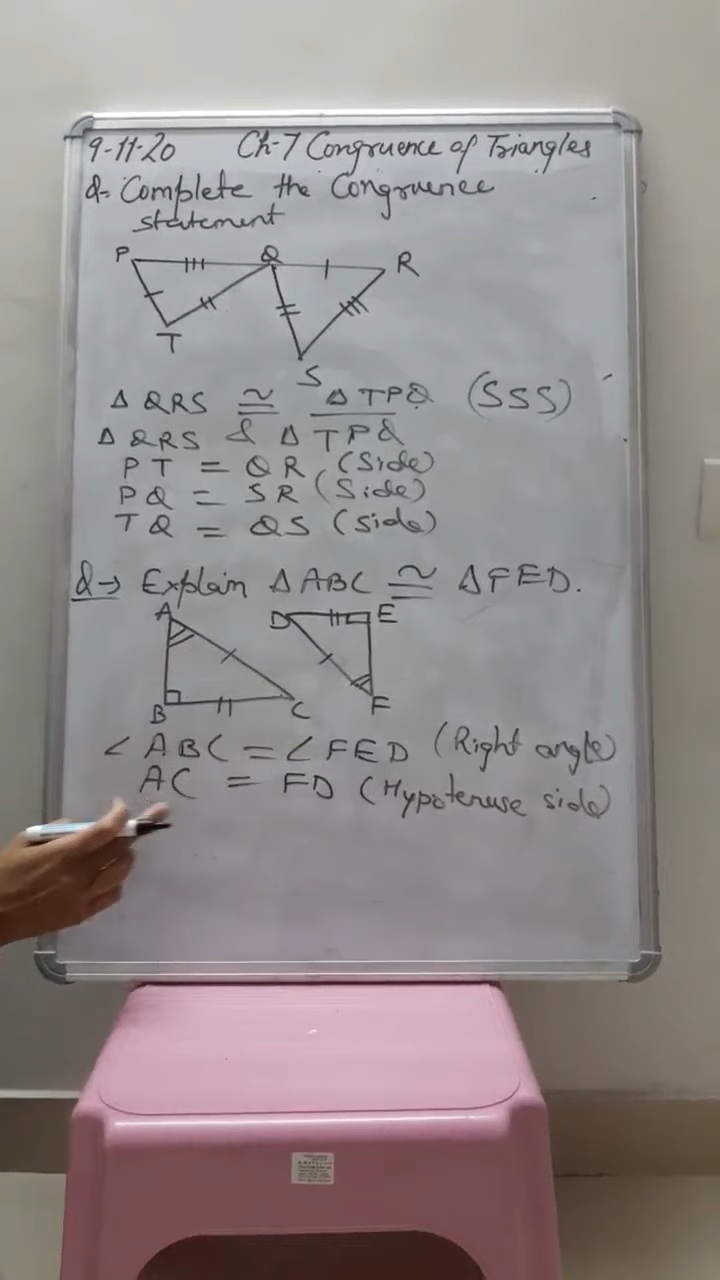 9-11-20 Ch-7 Congruence of Triangles
Q- Complete the Congruence
statement
P Q R
T
S
Δ QRS ≅ Δ TPQ (SSS)
Δ QRS & Δ TPQ
PT = QR (Side)
PQ = SR (Side)
TQ = QS (Side)
Q→ Explain ΔABC ≅ ΔFED.
A D E
B C F
∠ ABC = ∠ FED (Right angle)
AC = FD (Hypotenuse side)